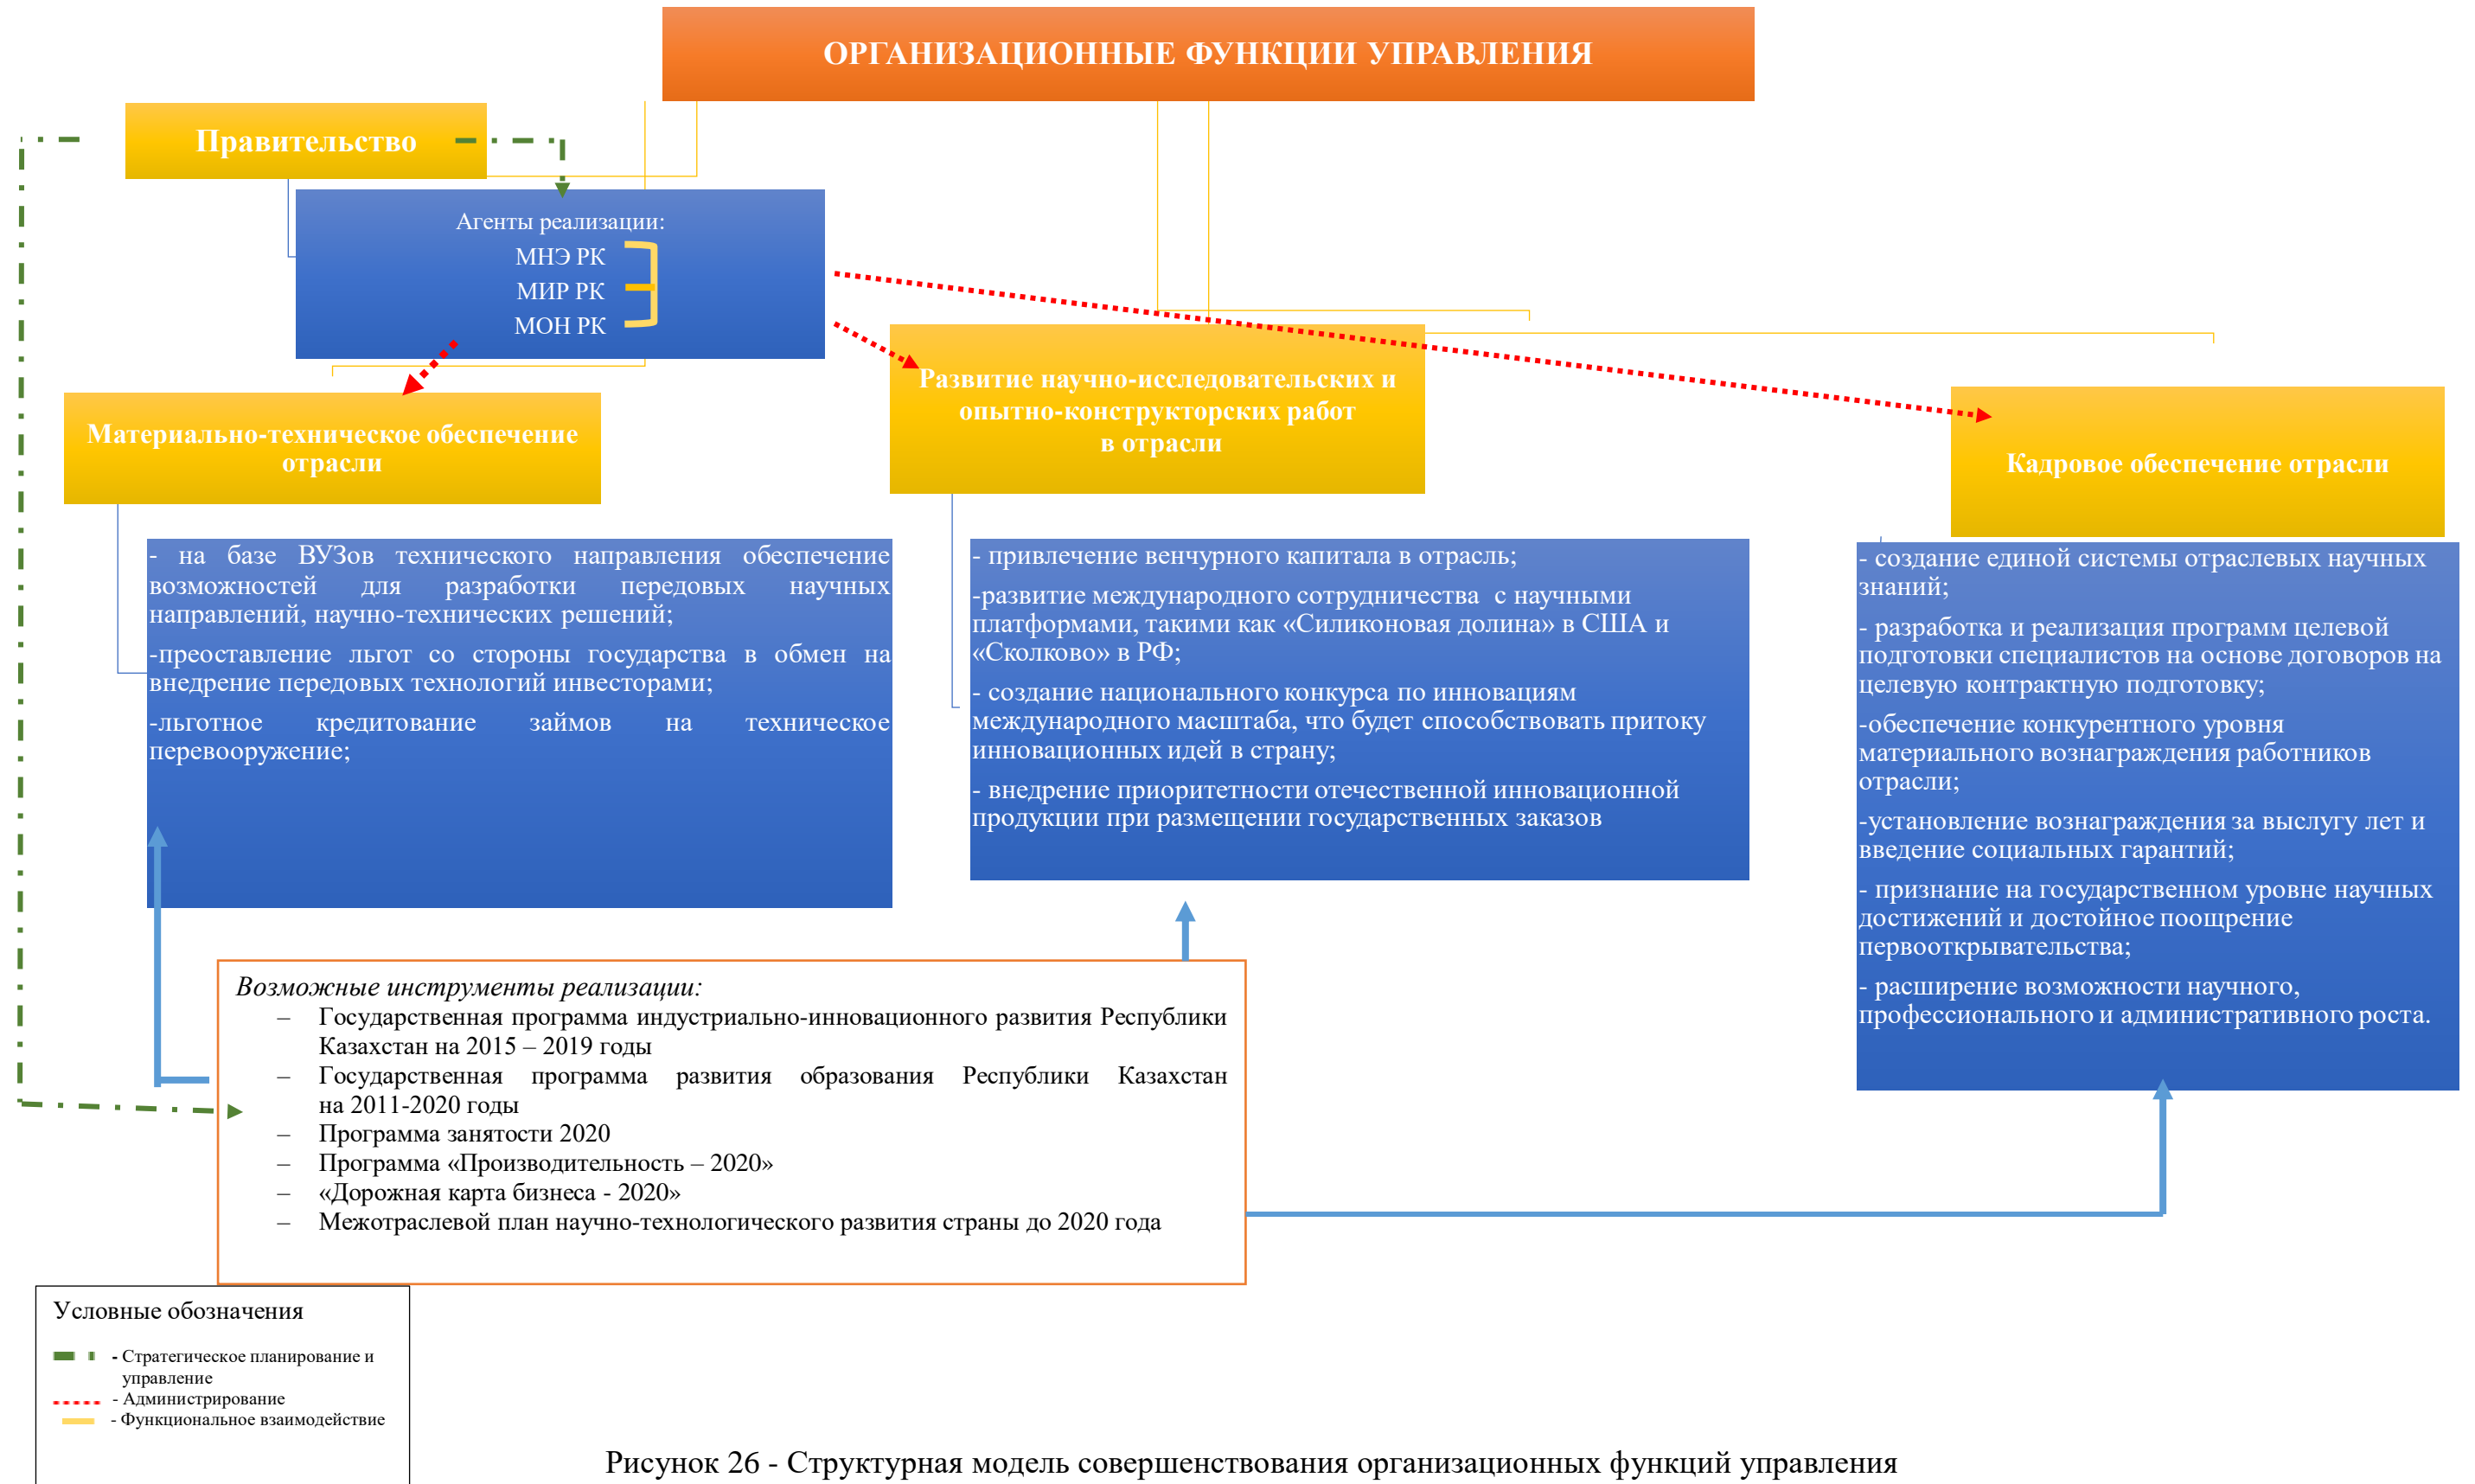 ОРГАНИЗАЦИОННЫЕ ФУНКЦИИ УПРАВЛЕНИЯ
Правительство
Агенты реализации:
МНЭ РК
МИР РК
МОН РК
Материально-техническое обеспечение
отрасли
Развитие научно-исследовательских и
опытно-конструкторских работ
в отрасли
Кадровое обеспечение отрасли
- на базе ВУЗов технического направления обеспечение
возможностей для разработки передовых научных
направлений, научно-технических решений;
-преоставление льгот со стороны государства в обмен на
внедрение передовых технологий инвесторами;
-льготное кредитование займов на техническое
перевооружение;
- привлечение венчурного капитала в отрасль;
-развитие международного сотрудничества с научными
платформами, такими как «Силиконовая долина» в США и
«Сколково» в РФ;
- создание национального конкурса по инновациям
международного масштаба, что будет способствовать притоку
инновационных идей в страну;
- внедрение приоритетности отечественной инновационной
продукции при размещении государственных заказов
- создание единой системы отраслевых научных
знаний;
- разработка и реализация программ целевой
подготовки специалистов на основе договоров на
целевую контрактную подготовку;
-обеспечение конкурентного уровня
материального вознаграждения работников
отрасли;
-установление вознаграждения за выслугу лет и
введение социальных гарантий;
- признание на государственном уровне научных
достижений и достойное поощрение
первооткрывательства;
- расширение возможности научного,
профессионального и административного роста.
Возможные инструменты реализации:
– Государственная программа индустриально-инновационного развития Республики
Казахстан на 2015 – 2019 годы
– Государственная программа развития образования Республики Казахстан
на 2011-2020 годы
– Программа занятости 2020
– Программа «Производительность – 2020»
– «Дорожная карта бизнеса - 2020»
– Межотраслевой план научно-технологического развития страны до 2020 года
Условные обозначения
- Стратегическое планирование и
управление
- Администрирование
- Функциональное взаимодействие
Рисунок 26 - Структурная модель совершенствования организационных функций управления